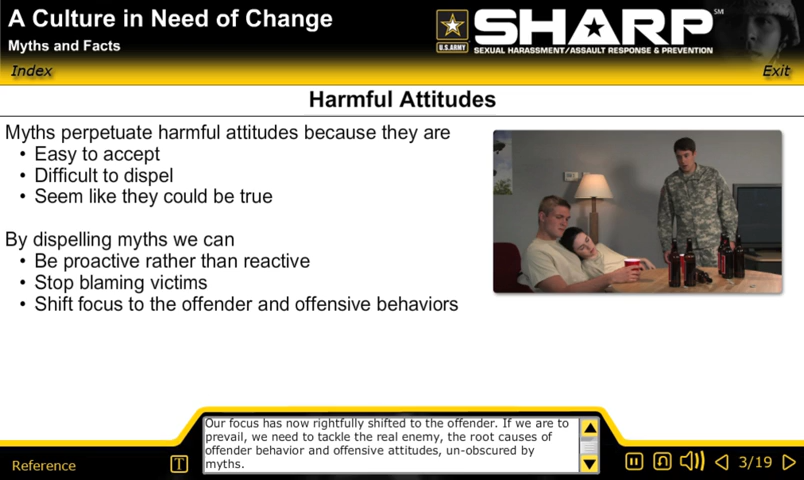 A Culture in Need of Change
Myths and Facts
U.S.ARMY
SHARP SM
SEXUAL HARASSMENT/ASSAULT RESPONSE & PREVENTION
Index
Exit
Harmful Attitudes
Myths perpetuate harmful attitudes because they are
• Easy to accept
• Difficult to dispel
• Seem like they could be true
By dispelling myths we can
• Be proactive rather than reactive
• Stop blaming victims
• Shift focus to the offender and offensive behaviors
Our focus has now rightfully shifted to the offender. If we are to
prevail, we need to tackle the real enemy, the root causes of
offender behavior and offensive attitudes, un-obscured by
myths.
Reference
T
3/19